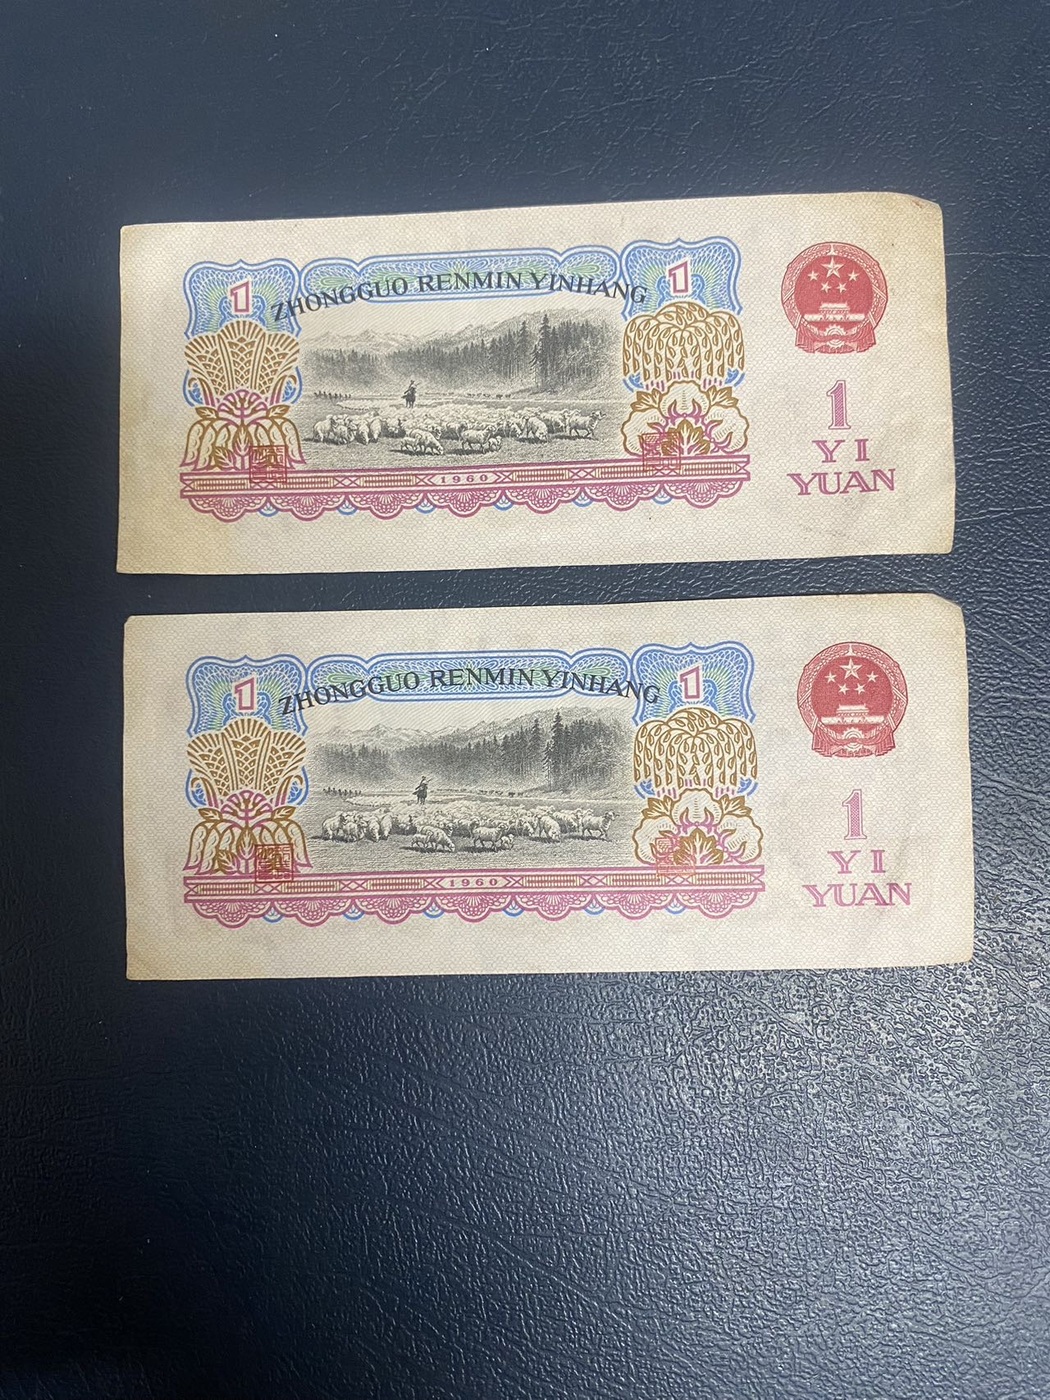 1 ZHONGGUO RENMIN YINHANG 1
1960
1
YI
YUAN
1 ZHONGGUO RENMIN YINHANG 1
1960
1
YI
YUAN